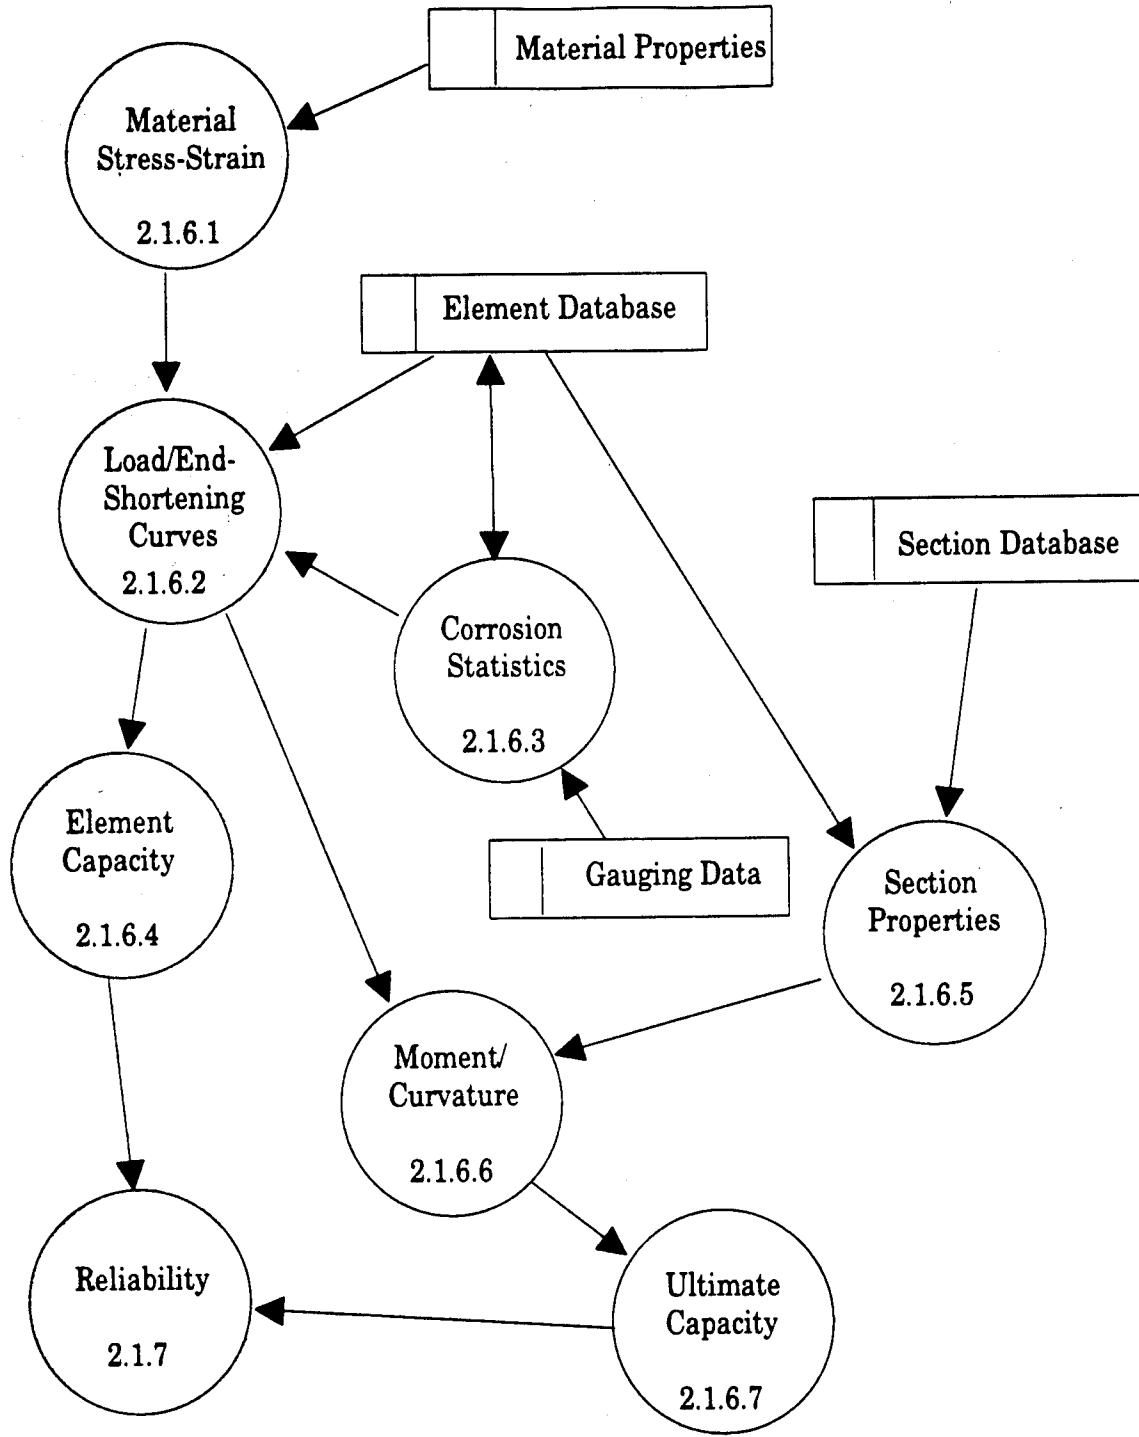 Material Properties
Material
Stress-Strain
2.1.6.1
Element Database
Load/End-
Shortening
Curves
2.1.6.2
Section Database
Corrosion
Statistics
2.1.6.3
Element
Capacity
2.1.6.4
Gauging Data
Section
Properties
2.1.6.5
Moment/
Curvature
2.1.6.6
Reliability
2.1.7
Ultimate
Capacity
2.1.6.7